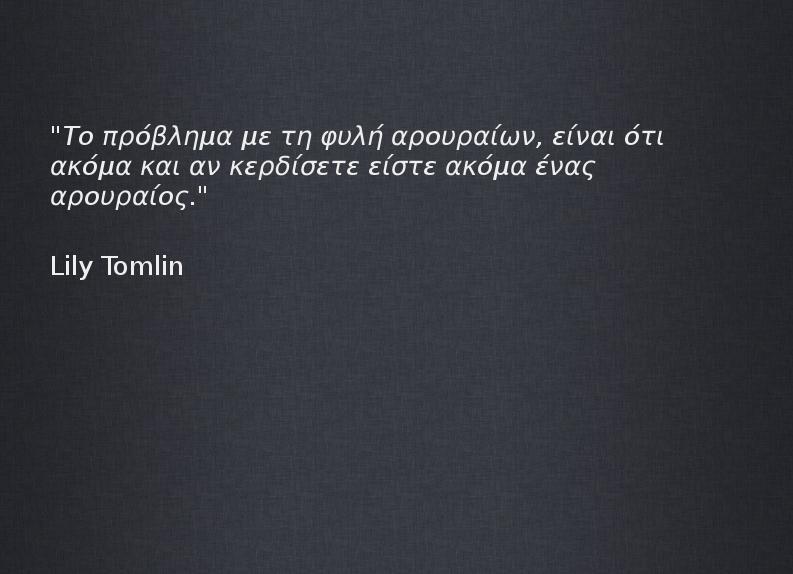 "Το πρόβλημα με τη φυλή αρουραίων, είναι ότι
ακόμα και αν κερδίσετε είστε ακόμα ένας
αρουραίος."
Lily Tomlin